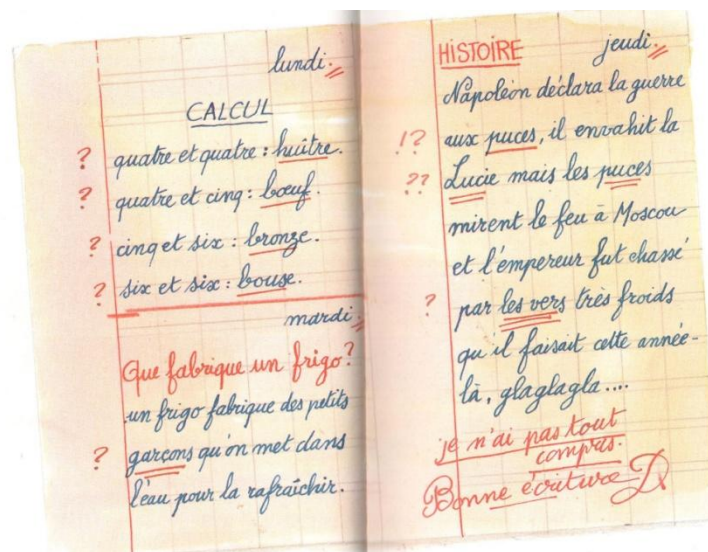 lundi.
CALCUL
? quatre et quatre : huître.
? quatre et cinq : bœuf.
? cinq et six : bronze.
? six et six : bouse.
mardi.
Que fabrique un frigo?
un frigo fabrique des petits
? garçons qu'on met dans
l'eau pour la rafraîchir.
HISTOIRE jeudi.
Napoléon déclara la guerre
!? aux puces, il envahit la
?? Lucie mais les puces
mirent le feu à Moscou
et l'empereur fut chassé
? par les vers très froids
qu'il faisait cette année-
là, glaglagla....
je n'ai pas tout
compris.
Bonne écriture D